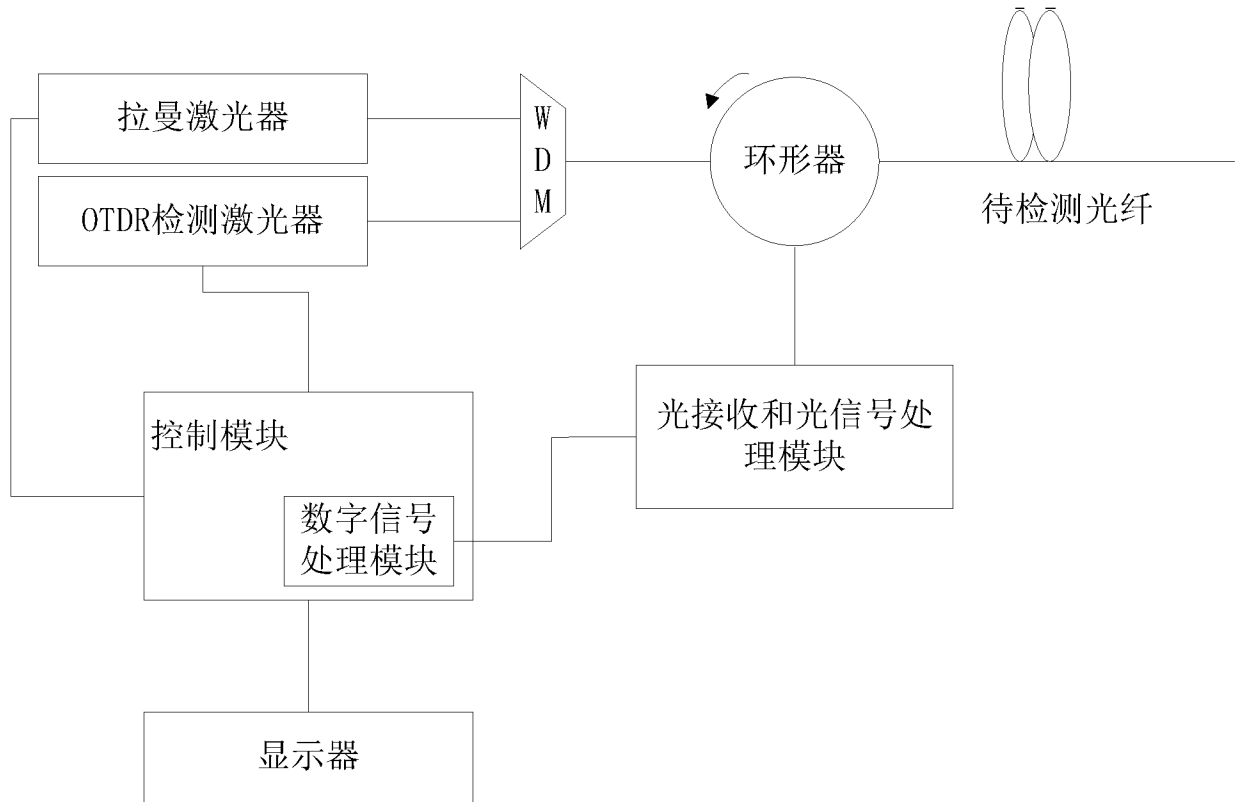 拉曼激光器
OTDR检测激光器
W
D
M
环形器
待检测光纤
控制模块
数字信号
处理模块
光接收和光信号处
理模块
显示器